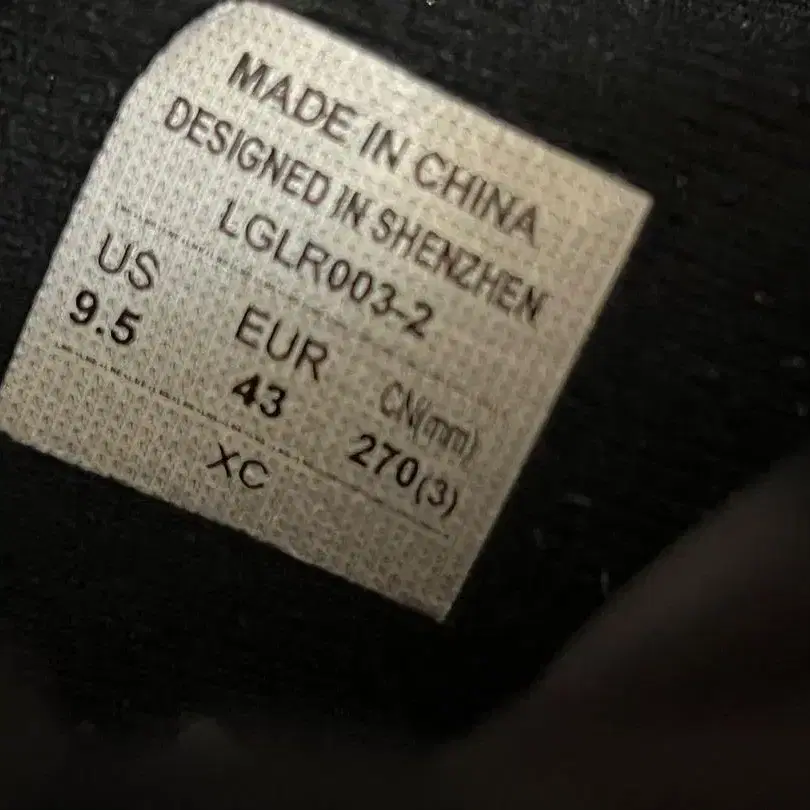 MADE IN CHINA
DESIGNED IN SHENZHEN
LGLR003-2
US EUR CN(mm)
9.5 43 270(3)
XC